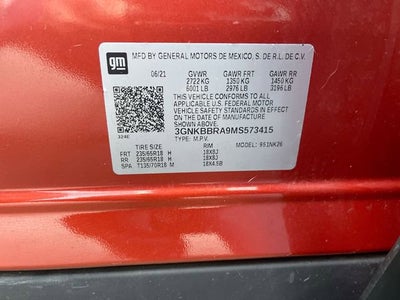 gm
MFD BY GENERAL MOTORS DE MEXICO, S. DE R.L. DE C.V.
06/21 GVWR GAWR FRT GAWR RR
2722 KG 1350 KG 1450 KG
6001 LB 2976 LB 3196 LB
THIS VEHICLE CONFORMS TO ALL
APPLICABLE U.S. FEDERAL MOTOR
VEHICLE SAFETY STANDARDS IN EFFECT
ON THE DATE OF MANUFACTURE
SHOWN ABOVE.
324E 3GNKBBRA9MS573415
TYPE: M.P.V.
TIRE SIZE RIM MODEL: 951NK26
FRT 235/65R18 H 18X8J
RR 235/65R18 H 18X8J
SPA T135/70R18 M 18X4.5B